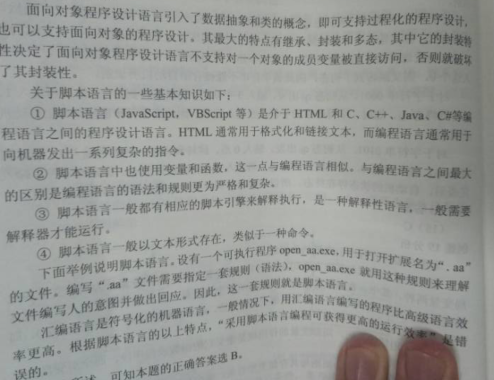 面向对象程序设计语言引入了数据抽象和类的概念，即可支持过程化的程序设计，
也可以支持面向对象的程序设计。其最大的特点有继承、封装和多态，其中它的封装特
性决定了面向对象程序设计语言不支持对一个对象的成员变量被直接访问，否则就破坏
了其封装性。
关于脚本语言的一些基本知识如下：
① 脚本语言（JavaScript，VBScript 等）是介于 HTML 和 C、C++、Java、C#等编
程语言之间的程序设计语言。HTML 通常用于格式化和链接文本，而编程语言通常用于
向机器发出一系列复杂的指令。
② 脚本语言中也使用变量和函数，这一点与编程语言相似。与编程语言之间最大
的区别是编程语言的语法和规则更为严格和复杂。
③ 脚本语言一般都有相应的脚本引擎来解释执行，是一种解释性语言，一般需要
解释器才能运行。
④ 脚本语言一般以文本形式存在，类似于一种命令。
下面举例说明脚本语言。设有一个可执行程序 open_aa.exe，用于打开扩展名为“.aa”
的文件。编写“.aa”文件需要指定一套规则（语法），open_aa.exe 就用这种规则来理解
文件编写人的意图并做出回应。因此，这一套规则就是脚本语言。
汇编语言是符号化的机器语言，一般情况下，用汇编语言编写的程序比高级语言效
率更高。根据脚本语言的以上特点，“采用脚本语言编程可获得更高的运行效率”是错
误的。
可知本题的正确答案选 B。